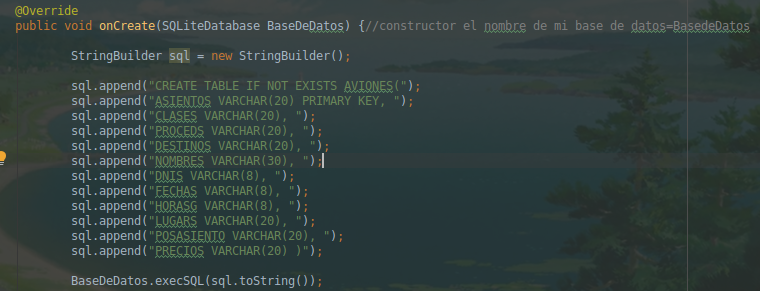 @Override
public void onCreate(SQLiteDatabase BaseDeDatos) {//constructor el nombre de mi base de datos=BasedeDatos
StringBuilder sql = new StringBuilder();
sql.append("CREATE TABLE IF NOT EXISTS AVIONES(");
sql.append("ASIENTOS VARCHAR(20) PRIMARY KEY, ");
sql.append("CLASES VARCHAR(20), ");
sql.append("PROCEDS VARCHAR(20), ");
sql.append("DESTINOS VARCHAR(20), ");
sql.append("NOMBRES VARCHAR(30), ");
sql.append("DNIS VARCHAR(8), ");
sql.append("FECHAS VARCHAR(8), ");
sql.append("HORASG VARCHAR(8), ");
sql.append("LUGARS VARCHAR(20), ");
sql.append("POSASIENTO VARCHAR(20), ");
sql.append("PRECIOS VARCHAR(20) )");
BaseDeDatos.execSQL(sql.toString());